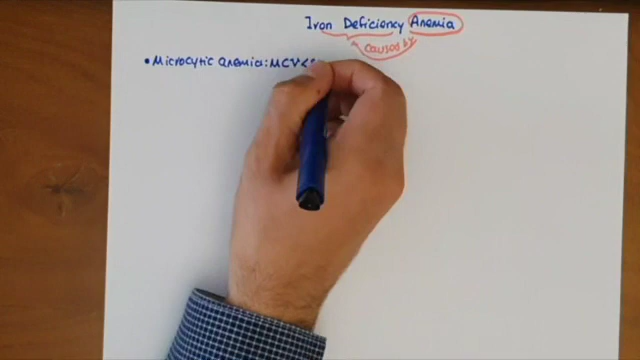 Iron Deficiency Anemia
caused by
• Microcytic anemia: MCV<